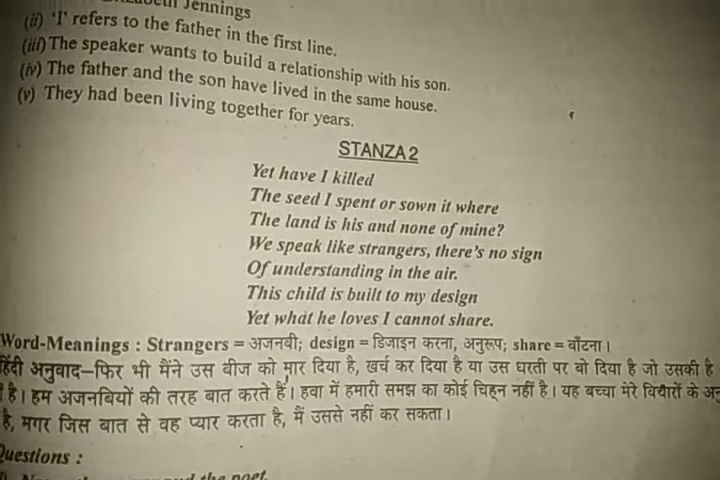 Jennings
(ii) 'I' refers to the father in the first line.
(iii) The speaker wants to build a relationship with his son.
(iv) The father and the son have lived in the same house.
(v) They had been living together for years.
STANZA 2
Yet have I killed
The seed I spent or sown it where
The land is his and none of mine?
We speak like strangers, there's no sign
Of understanding in the air.
This child is built to my design
Yet what he loves I cannot share.
Word-Meanings : Strangers = अजनबी; design = डिजाइन करना, अनुरूप; share = बाँटना।
हिंदी अनुवाद—फिर भी मैंने उस बीज को मार दिया है, खर्च कर दिया है या उस धरती पर बो दिया है जो उसकी है
है। हम अजनबियों की तरह बात करते हैं। हवा में हमारी समझ का कोई चिह्न नहीं है। यह बच्चा मेरे विचारों के
है, मगर जिस बात से वह प्यार करता है, मैं उससे नहीं कर सकता।
Questions :
the poet.